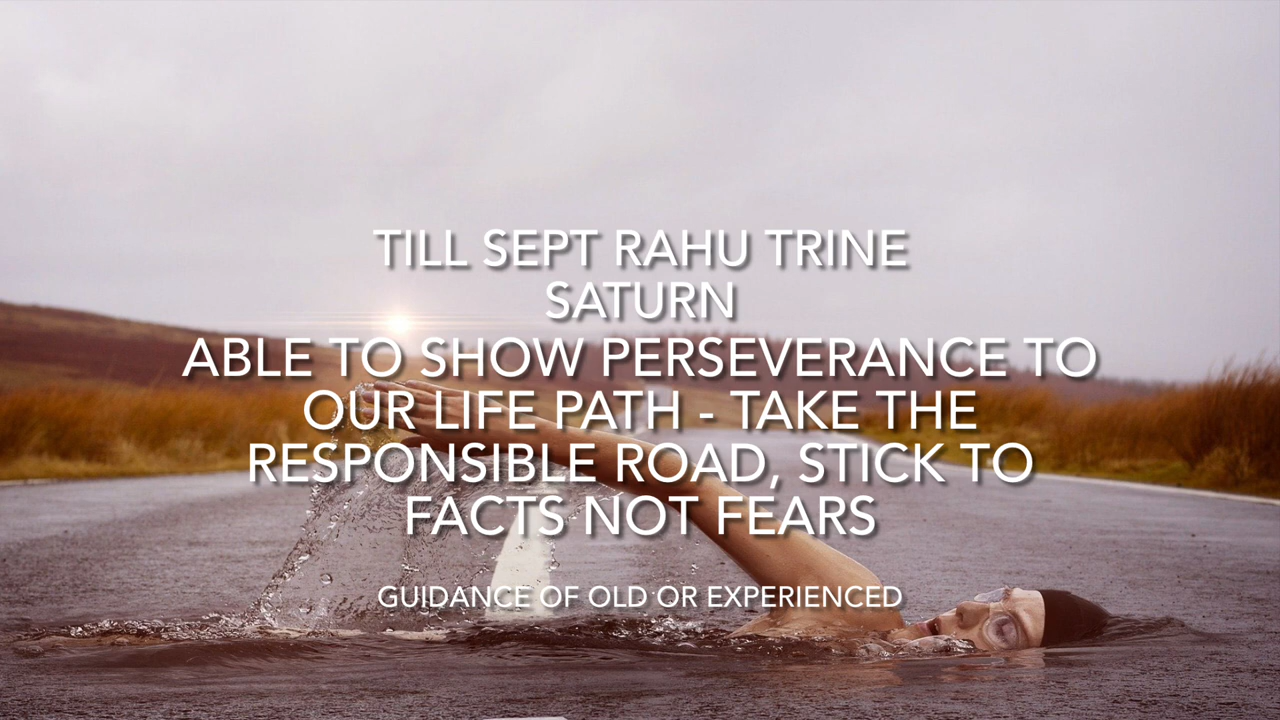 TILL SEPT RAHU TRINE
SATURN
ABLE TO SHOW PERSEVERANCE TO
OUR LIFE PATH - TAKE THE
RESPONSIBLE ROAD, STICK TO
FACTS NOT FEARS
GUIDANCE OF OLD OR EXPERIENCED